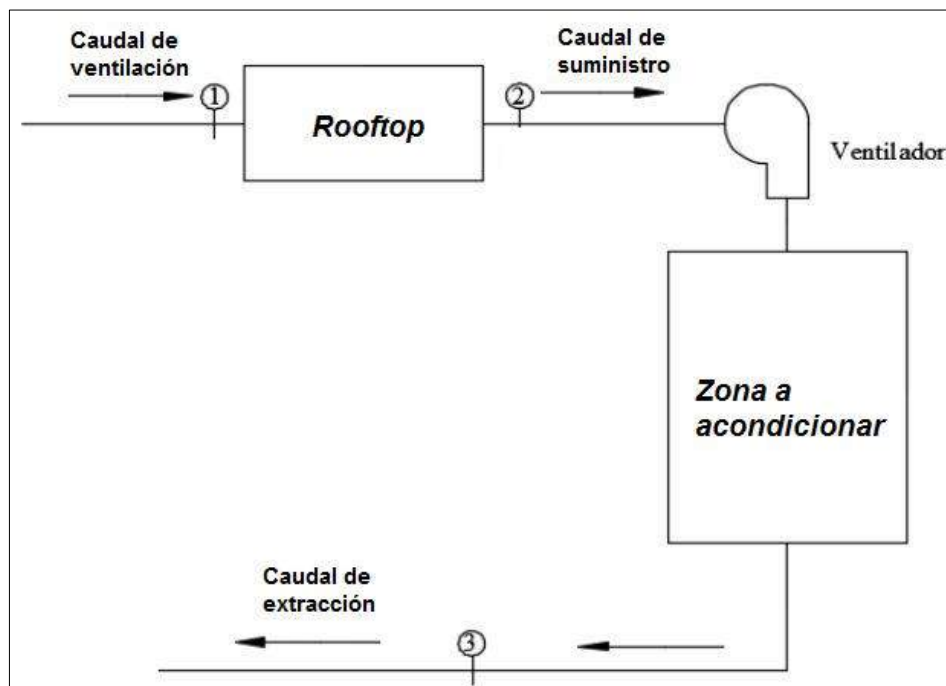 Caudal de
ventilación
Caudal de
suministro
1
2
Rooftop
Ventilador
Zona a
acondicionar
Caudal de
extracción
3